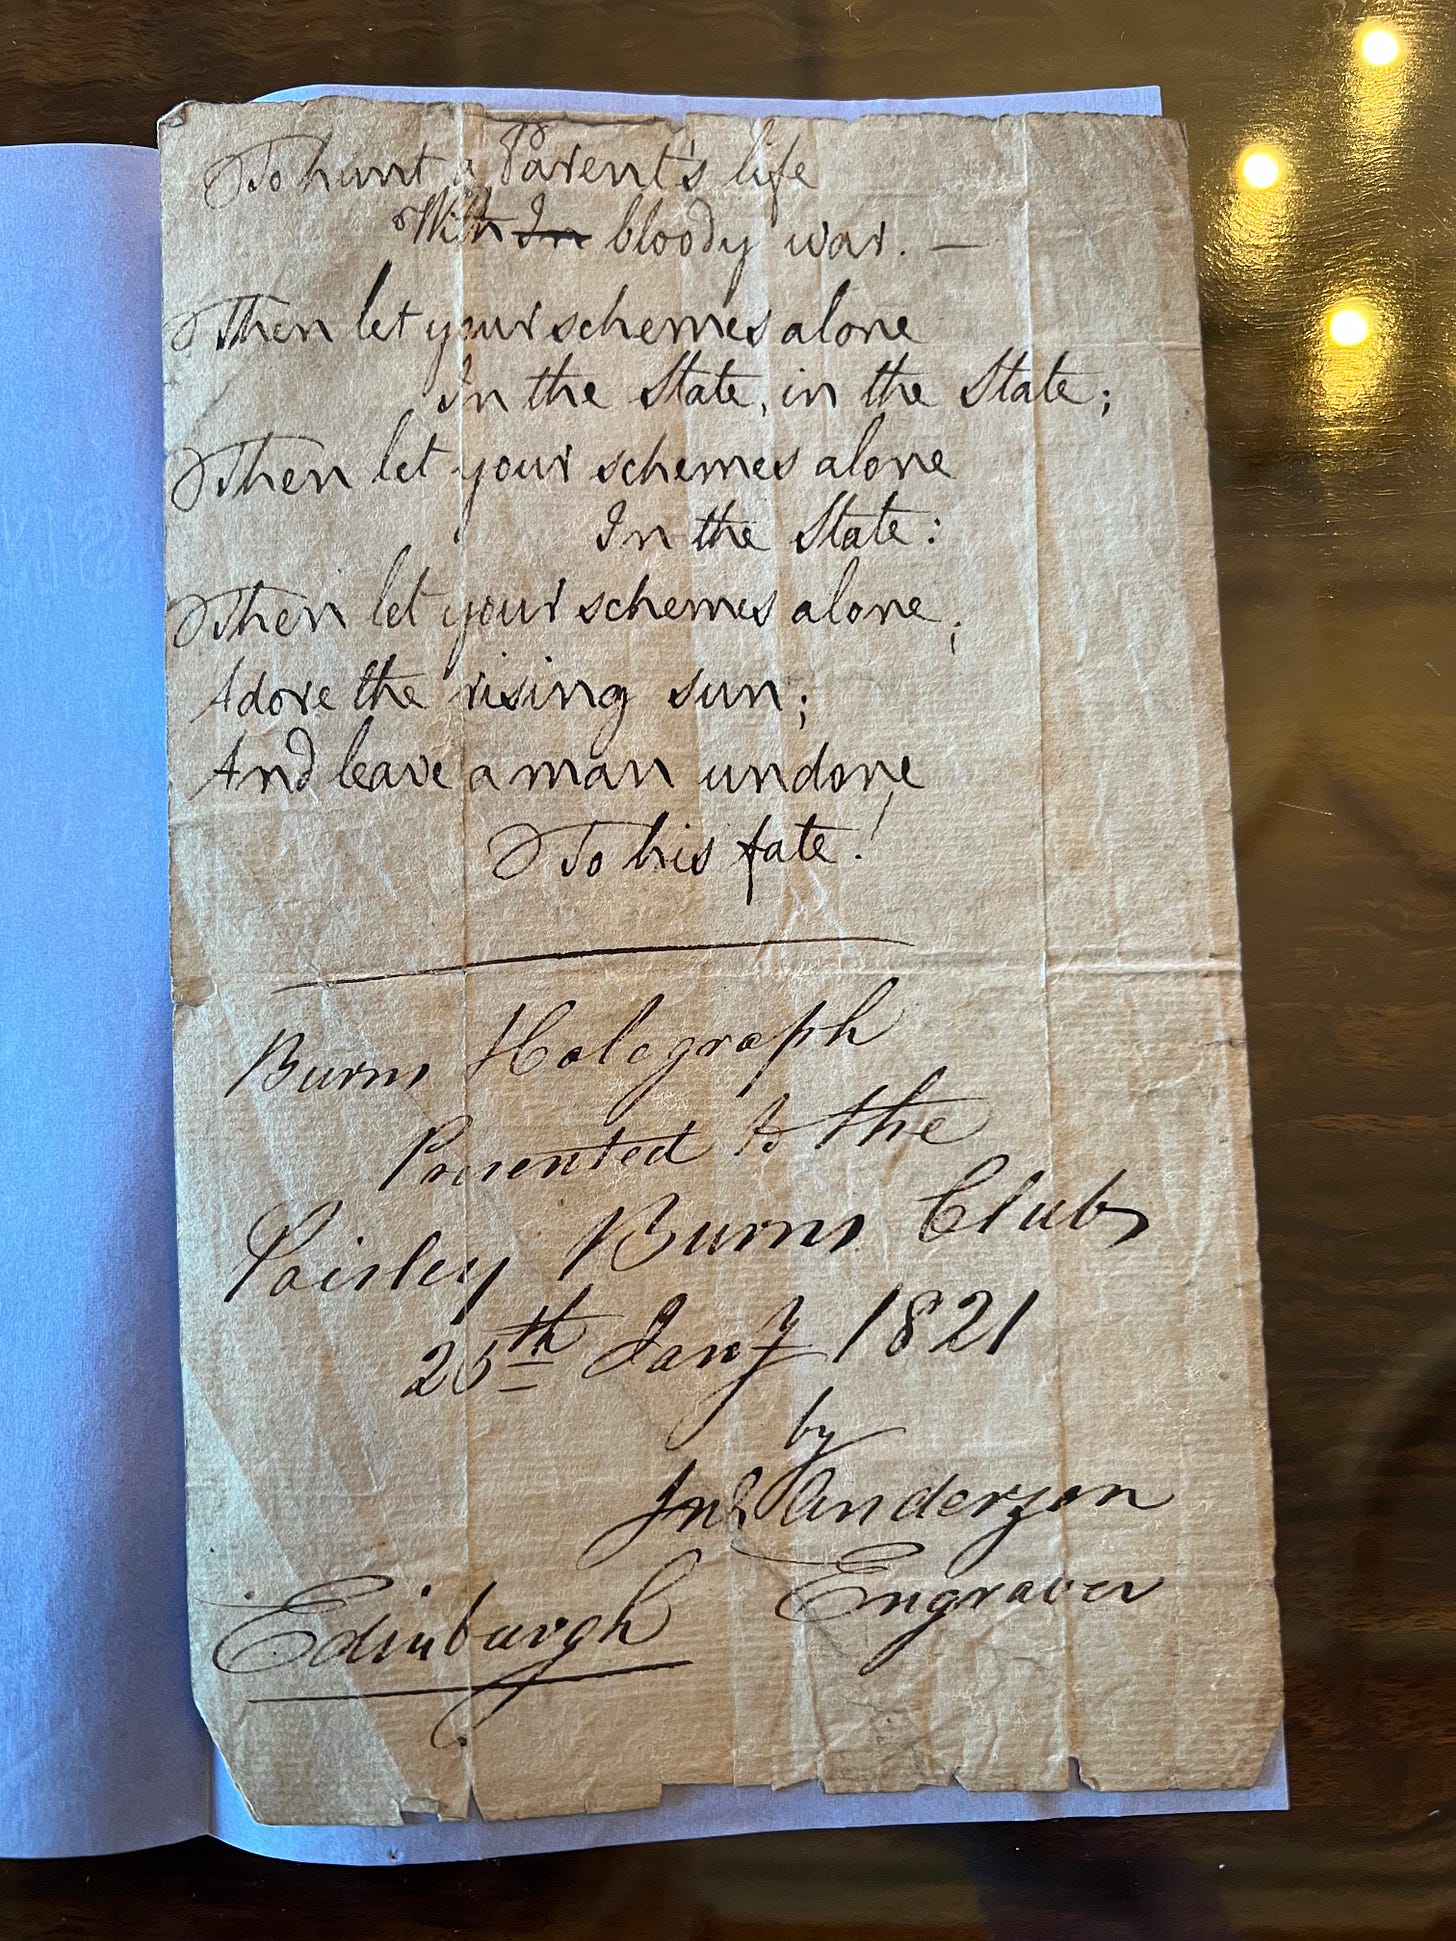 To hunt a Parent's life
With In bloody war. —
Then let your schemes alone
In the State, in the State;
Then let your schemes alone
In the State:
Then let your schemes alone,
Adore the rising sun;
And leave a man undone
To his fate!
Burns Holograph
Presented to the
Paisley Burns Club
25th Jany 1821
by
Jno Anderson
Engraver
Edinburgh